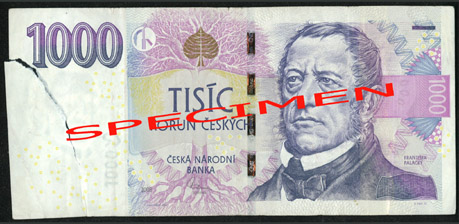 1000
TISÍC
KORUN ČESKÝCH
SPECIMEN
ČESKÁ NÁRODNÍ
BANKA
1000
FRANTIŠEK
PALACKÝ